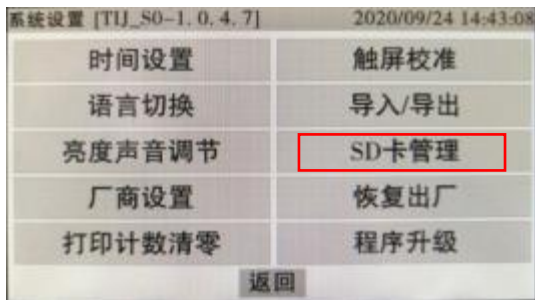 系统设置 [TIJ_S0-1.0.4.7] 2020/09/24 14:43:08
时间设置 触屏校准
语言切换 导入/导出
亮度声音调节 SD卡管理
厂商设置 恢复出厂
打印计数清零 程序升级
返回